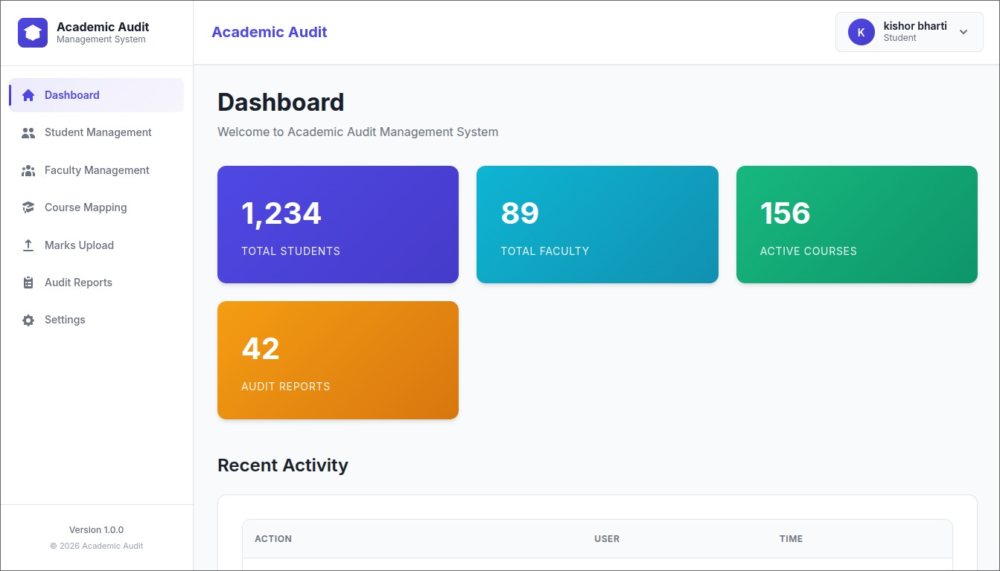 Academic Audit
Management System
Dashboard
Student Management
Faculty Management
Course Mapping
Marks Upload
Audit Reports
Settings
Version 1.0.0
© 2026 Academic Audit
Academic Audit
K
kishor bharti
Student
Dashboard
Welcome to Academic Audit Management System
1,234
TOTAL STUDENTS
89
TOTAL FACULTY
156
ACTIVE COURSES
42
AUDIT REPORTS
Recent Activity
ACTION USER TIME